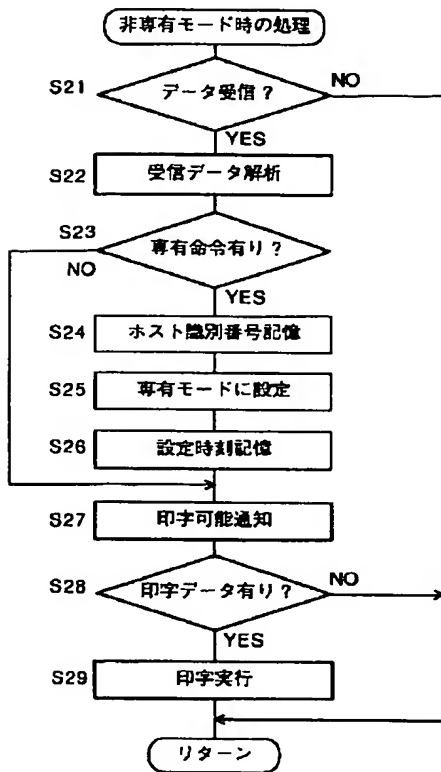 非専有モード時の処理
S21
データ受信?
NO
YES
S22
受信データ解析
S23
専有命令有り?
NO
YES
S24
ホスト識別番号記憶
S25
専有モードに設定
S26
設定時刻記憶
S27
印字可能通知
S28
印字データ有り?
NO
YES
S29
印字実行
リターン